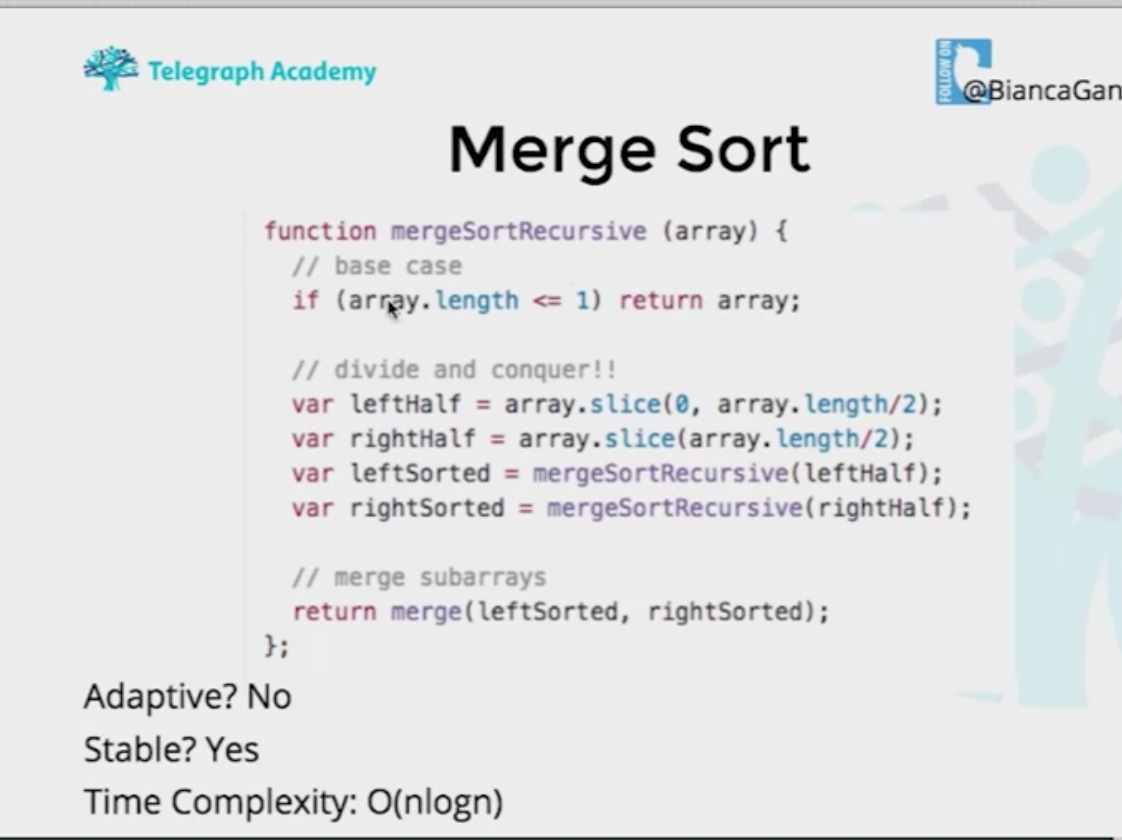 Telegraph Academy
FOLLOW ON
@BiancaGan
Merge Sort
function mergeSortRecursive (array) {
  // base case
  if (array.length <= 1) return array;
  // divide and conquer!!
  var leftHalf = array.slice(0, array.length/2);
  var rightHalf = array.slice(array.length/2);
  var leftSorted = mergeSortRecursive(leftHalf);
  var rightSorted = mergeSortRecursive(rightHalf);
  // merge subarrays
  return merge(leftSorted, rightSorted);
};
Adaptive? No
Stable? Yes
Time Complexity: O(nlogn)